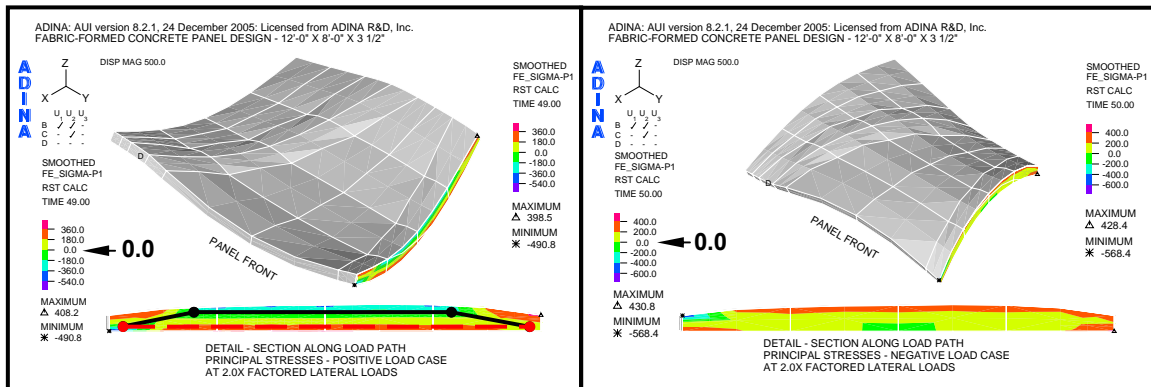 ADINA: AUI version 8.2.1, 24 December 2005: Licensed from ADINA R&D, Inc.
FABRIC-FORMED CONCRETE PANEL DESIGN - 12'-0" X 8'-0" X 3 1/2"
ADINA
Z
X Y
DISP MAG 500.0
U1 U2 U3
B / / -
C - / -
D - - -
SMOOTHED
FE_SIGMA-P1
RST CALC
TIME 49.00
360.0
180.0
0.0
-180.0
-360.0
-540.0
MAXIMUM
408.2
MINIMUM
-490.8
0.0
D
PANEL FRONT
SMOOTHED
FE_SIGMA-P1
RST CALC
TIME 49.00
360.0
180.0
0.0
-180.0
-360.0
-540.0
MAXIMUM
398.5
MINIMUM
-490.8
DETAIL - SECTION ALONG LOAD PATH
PRINCIPAL STRESSES - POSITIVE LOAD CASE
AT 2.0X FACTORED LATERAL LOADS
ADINA: AUI version 8.2.1, 24 December 2005: Licensed from ADINA R&D, Inc.
FABRIC-FORMED CONCRETE PANEL DESIGN - 12'-0" X 8'-0" X 3 1/2"
ADINA
Z
X Y
DISP MAG 500.0
U1 U2 U3
B / / -
C - / -
D - - -
SMOOTHED
FE_SIGMA-P1
RST CALC
TIME 50.00
400.0
200.0
0.0
-200.0
-400.0
-600.0
MAXIMUM
430.8
MINIMUM
-568.4
0.0
D
PANEL FRONT
SMOOTHED
FE_SIGMA-P1
RST CALC
TIME 50.00
400.0
200.0
0.0
-200.0
-400.0
-600.0
MAXIMUM
428.4
MINIMUM
-568.4
DETAIL - SECTION ALONG LOAD PATH
PRINCIPAL STRESSES - NEGATIVE LOAD CASE
AT 2.0X FACTORED LATERAL LOADS